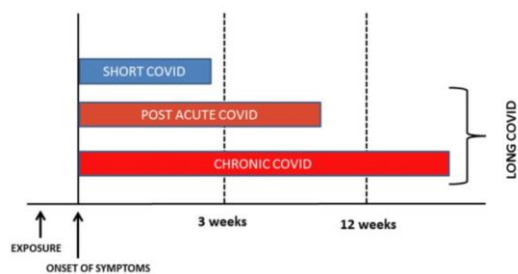 SHORT COVID
POST ACUTE COVID
CHRONIC COVID
LONG COVID
3 weeks
12 weeks
EXPOSURE
ONSET OF SYMPTOMS